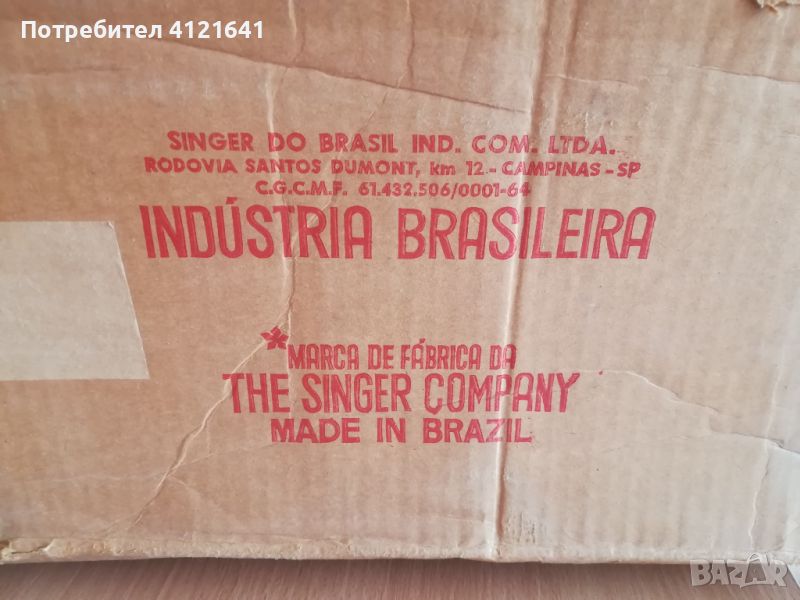 Потребител 4121641
SINGER DO BRASIL IND. COM. LTDA.
RODOVIA SANTOS DUMONT, km 12 - CAMPINAS - SP
C.G.C.M.F. 61.432.506/0001-64
INDÚSTRIA BRASILEIRA
*MARCA DE FÁBRICA DA
THE SINGER COMPANY
MADE IN BRAZIL
BAZAR